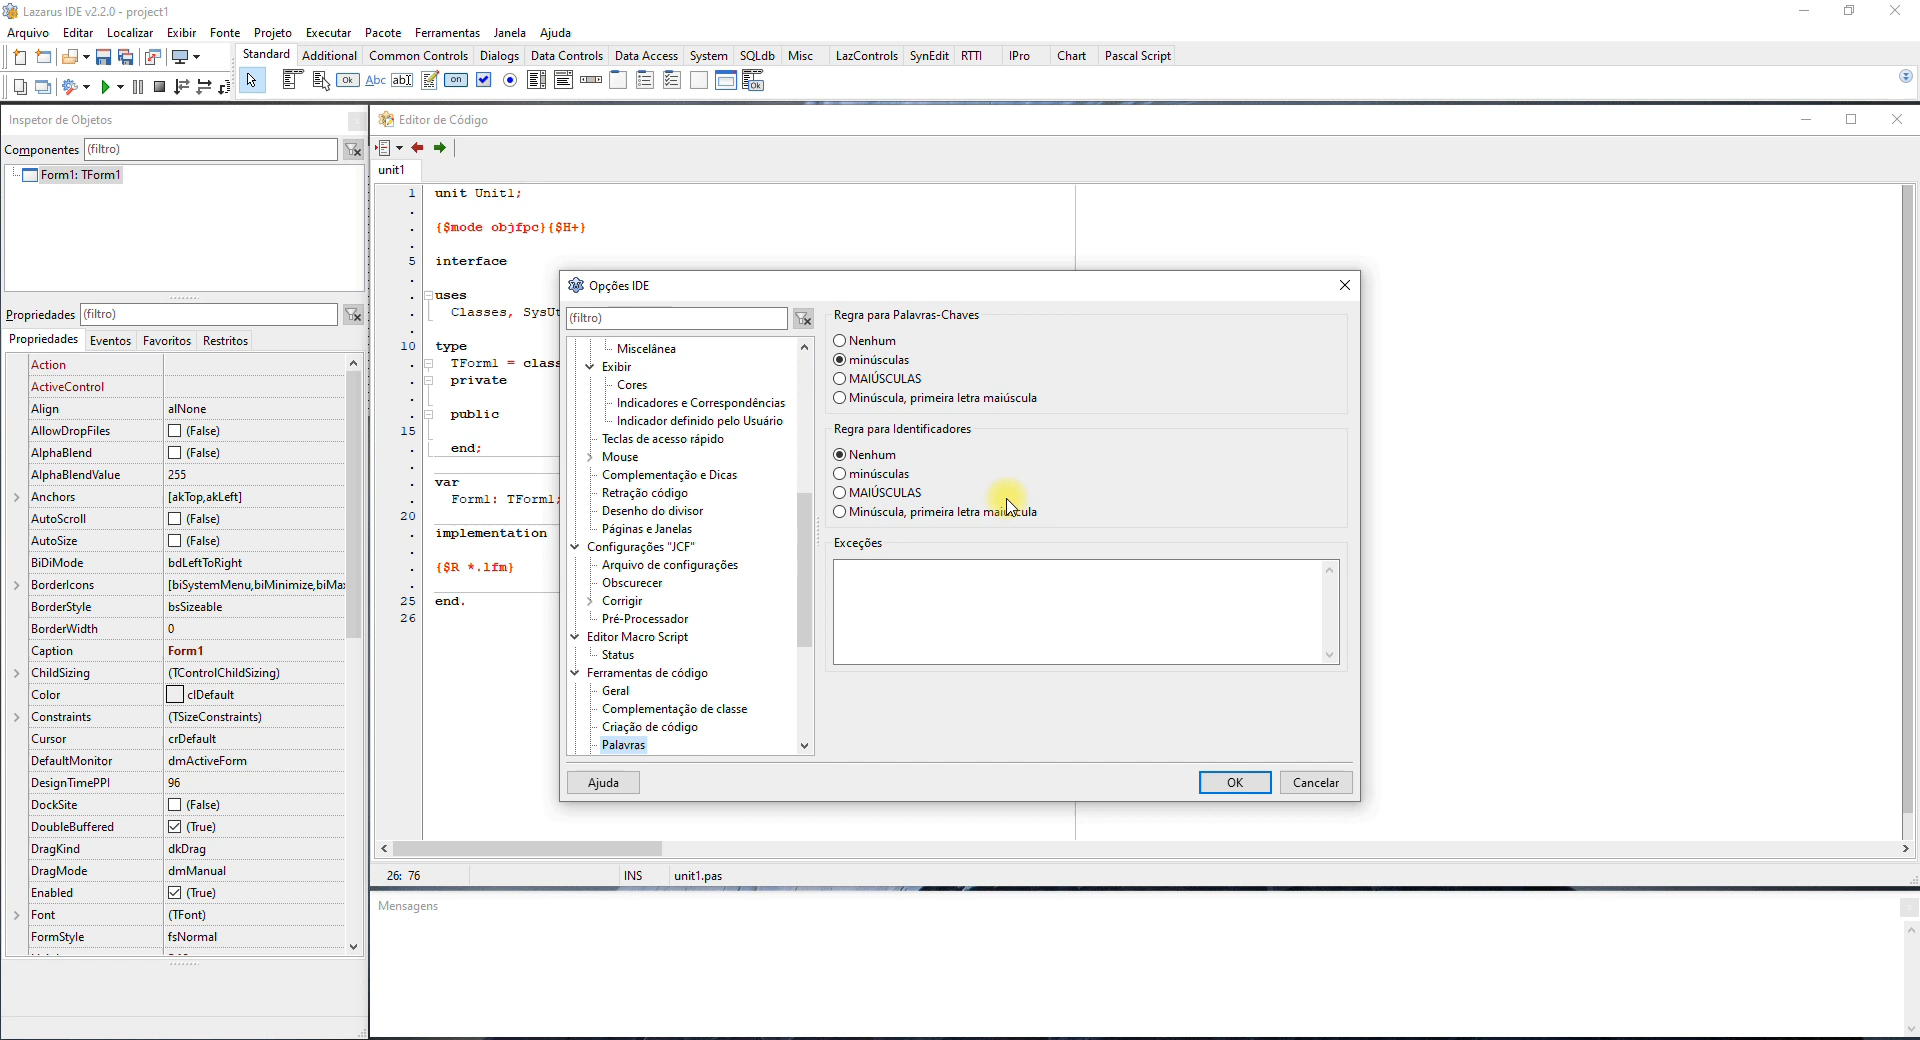 Lazarus IDE v2.2.0 - project1
Arquivo Editar Localizar Exibir Fonte Projeto Executar Pacote Ferramentas Janela Ajuda
Standard Additional Common Controls Dialogs Data Controls Data Access System SQLdb Misc LazControls SynEdit RTTI IPro Chart Pascal Script
Ok Abc abI on Ok
Inspetor de Objetos
Componentes (filtro)
Form1: TForm1
Propriedades (filtro)
Propriedades Eventos Favoritos Restritos
Action
ActiveControl
Align alNone
AllowDropFiles (False)
AlphaBlend (False)
AlphaBlendValue 255
Anchors [akTop,akLeft]
AutoScroll (False)
AutoSize (False)
BiDiMode bdLeftToRight
BorderIcons [biSystemMenu,biMinimize,biMa
BorderStyle bsSizeable
BorderWidth 0
Caption Form1
ChildSizing (TControlChildSizing)
Color clDefault
Constraints (TSizeConstraints)
Cursor crDefault
DefaultMonitor dmActiveForm
DesignTimePPI 96
DockSite (False)
DoubleBuffered (True)
DragKind dkDrag
DragMode dmManual
Enabled (True)
Font (TFont)
FormStyle fsNormal
Editor de Código
unit1
1 unit Unit1;
{$mode objfpc}{$H+}
5 interface
uses
Classes, SysUt
10 type
TForm1 = class
private
public
15
end;
var
Form1: TForm1;
20
implementation
{$R *.lfm}
25 end.
26
26: 76 INS unit1.pas
Mensagens
Opções IDE
(filtro)
Miscelânea
Exibir
Cores
Indicadores e Correspondências
Indicador definido pelo Usuário
Teclas de acesso rápido
Mouse
Complementação e Dicas
Retração código
Desenho do divisor
Páginas e Janelas
Configurações "JCF"
Arquivo de configurações
Obscurecer
Corrigir
Pré-Processador
Editor Macro Script
Status
Ferramentas de código
Geral
Complementação de classe
Criação de código
Palavras
Regra para Palavras-Chaves
Nenhum
minúsculas
MAIÚSCULAS
Minúscula, primeira letra maiúscula
Regra para Identificadores
Nenhum
minúsculas
MAIÚSCULAS
Minúscula, primeira letra maiúscula
Exceções
Ajuda OK Cancelar